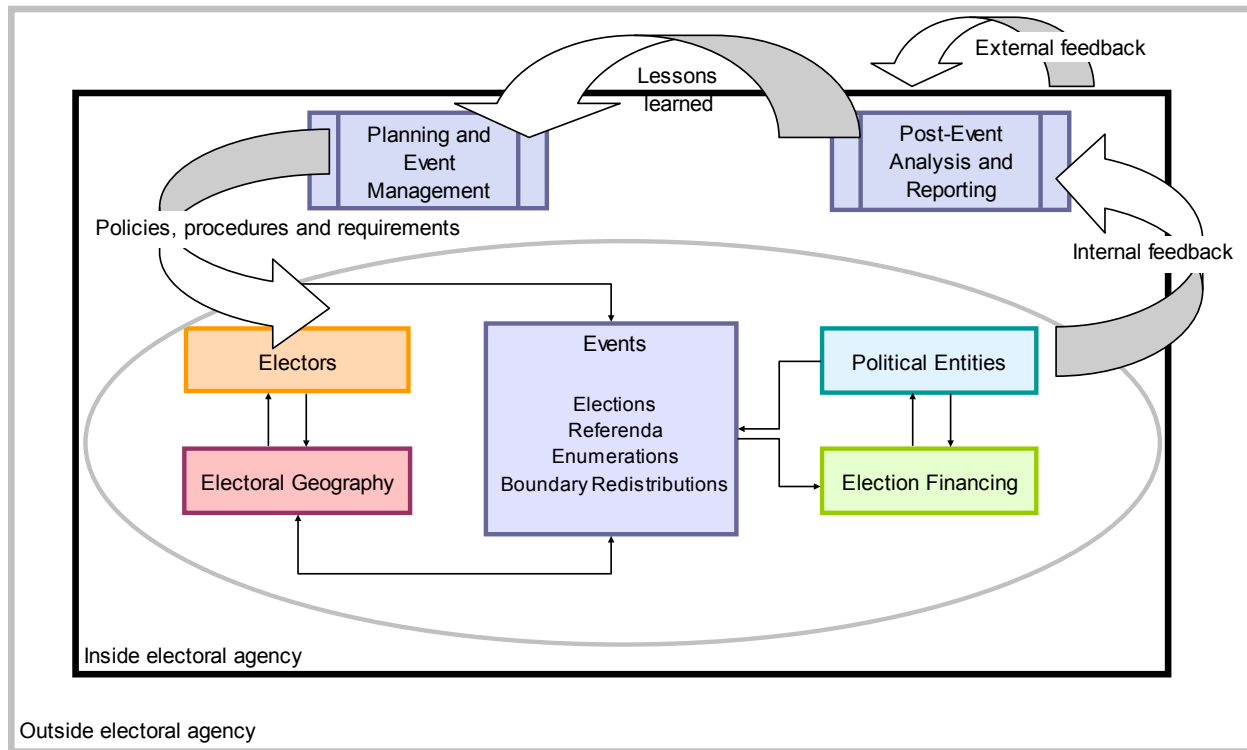 External feedback
Lessons
learned
Planning and
Event
Management
Post-Event
Analysis and
Reporting
Policies, procedures and requirements
Internal feedback
Electors
Events
Political Entities
Elections
Referenda
Enumerations
Boundary Redistributions
Electoral Geography
Election Financing
Inside electoral agency
Outside electoral agency